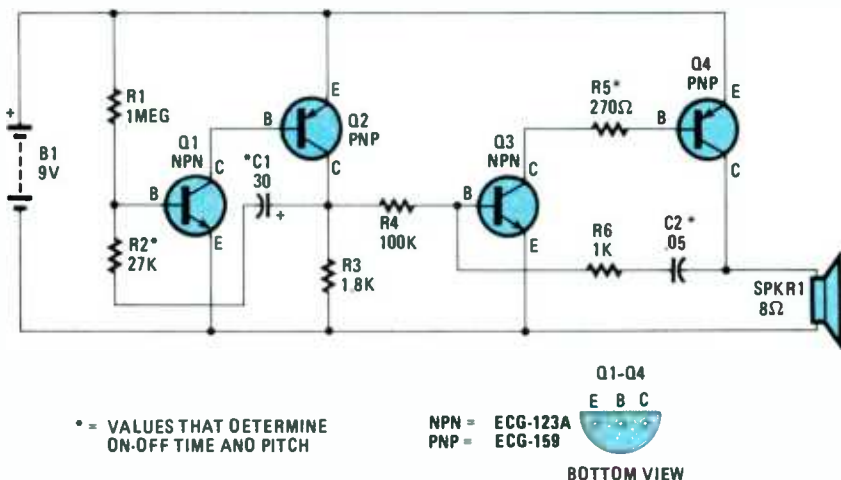 R1
1MEG
Q1
NPN
B
C
E
B1
9V
+
R2*
27K
*C1
30
+
B
E
C
Q2
PNP
R3
1.8K
R4
100K
Q3
NPN
B
C
E
R5*
270Ω
Q4
PNP
B
E
C
R6
1K
C2*
.05
SPKR1
8Ω
* = VALUES THAT DETERMINE
ON-OFF TIME AND PITCH
NPN = ECG-123A
PNP = ECG-159
Q1-Q4
E B C
BOTTOM VIEW